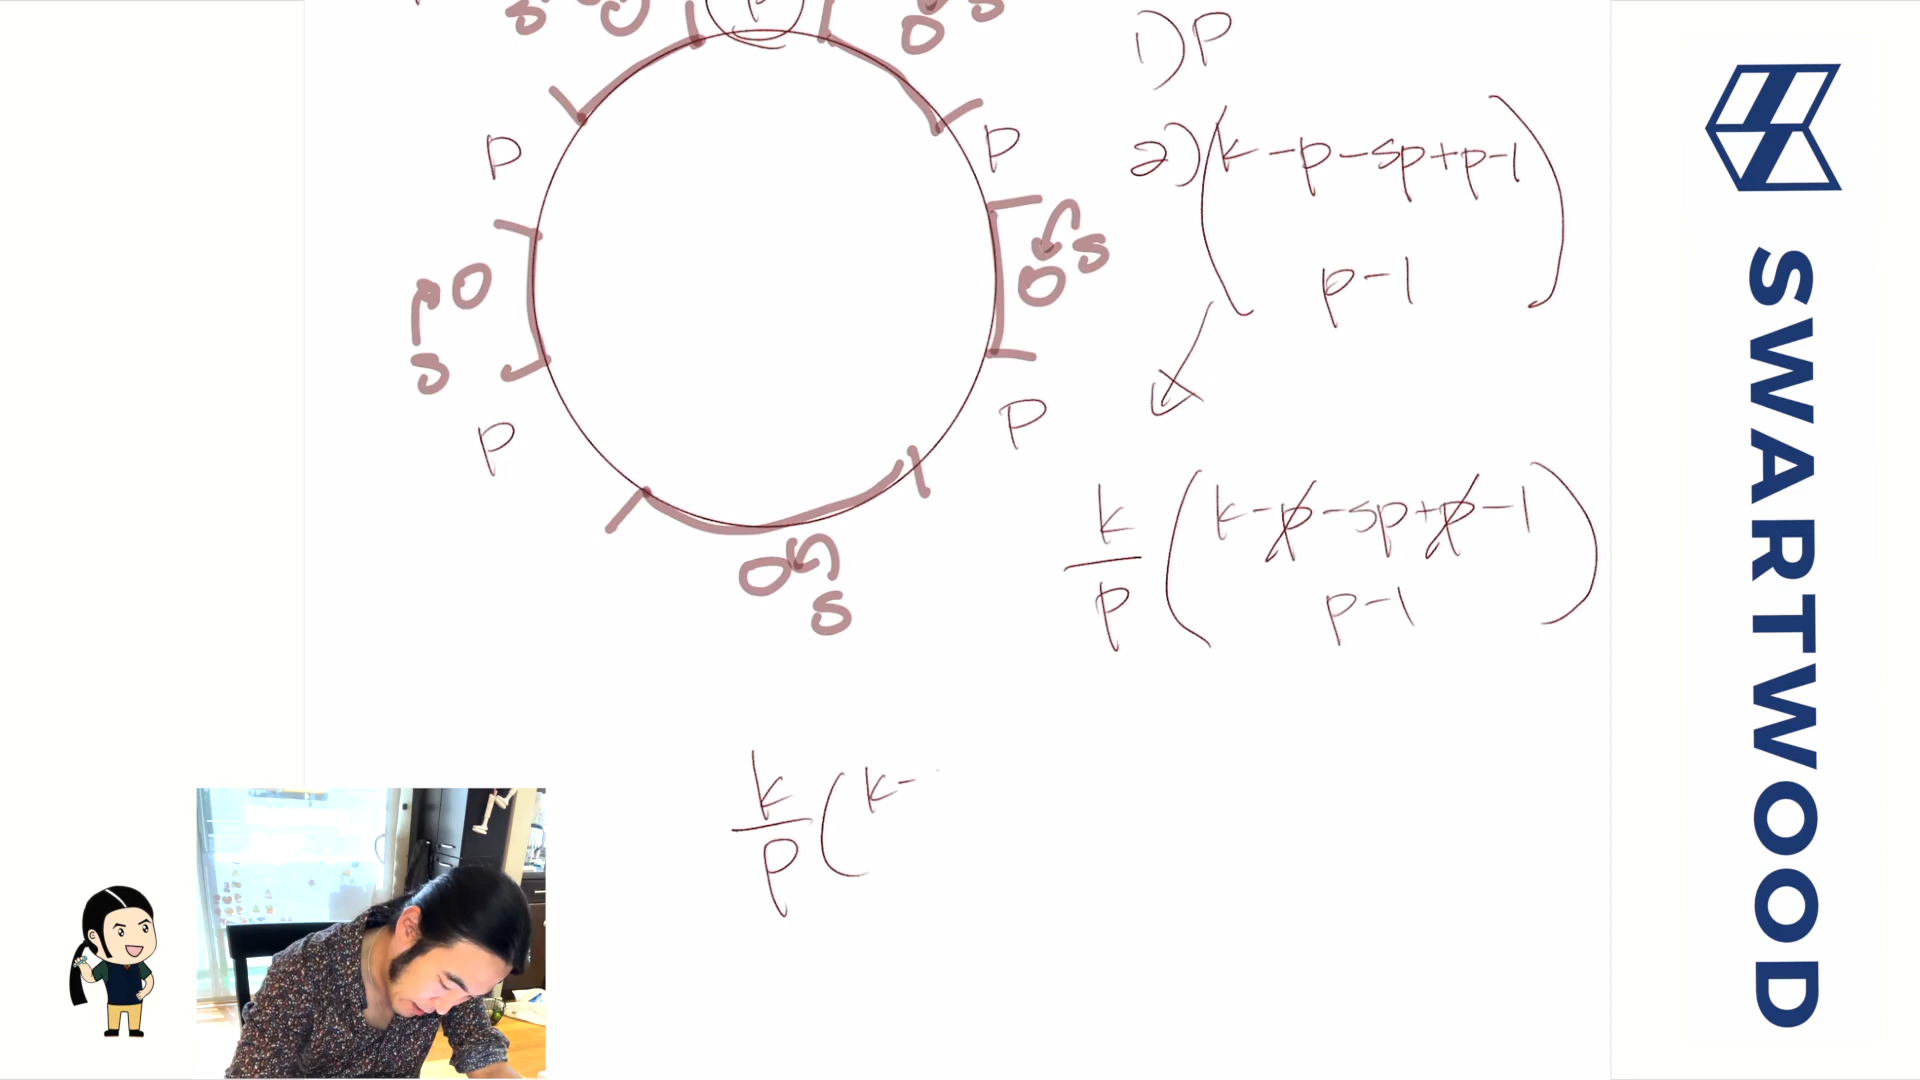 S O
P
O S
1) P
P
P
2) (k-p-sp+p-1
p-1)
O S
O
S
P
P
k/p (k-p-sp+p-1
p-1)
O
S
k/p (k-
SWARTWOOD